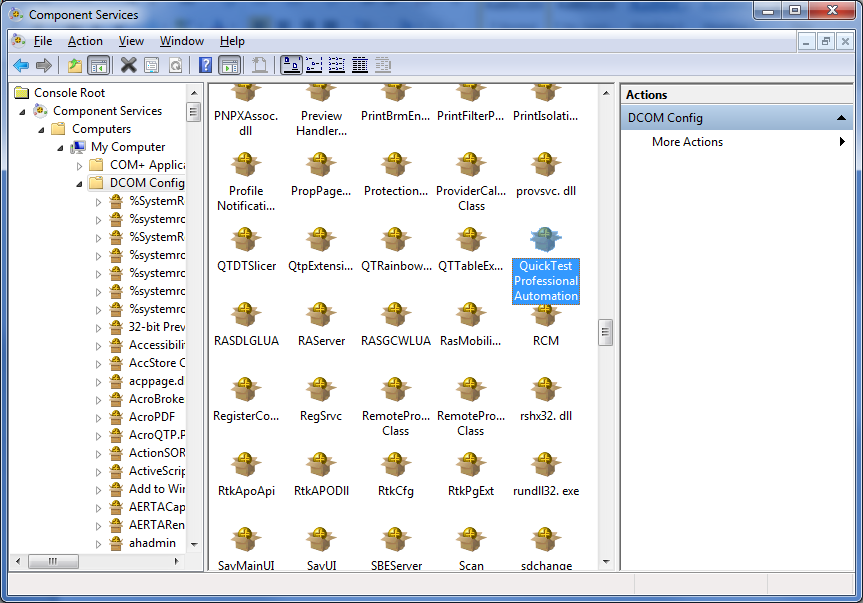 Component Services
File Action View Window Help
Console Root
Component Services
Computers
My Computer
COM+ Applica
DCOM Config
%SystemR
%systemro
%SystemR
%systemro
%systemro
%systemro
%systemro
32-bit Prev
Accessibili
AccStore C
acppage.d
AcroBroke
AcroPDF
AcroQTP.P
ActionSOR
ActiveScrip
Add to Wir
AERTACap
AERTARen
ahadmin
PNPXAssoc.
dll
Preview
Handler...
PrintBrmEn...
PrintFilterP...
PrintIsolati...
Profile
Notificati...
PropPage...
Protection...
ProviderCal...
Class
provsvc. dll
QTDTSlicer
QtpExtensi...
QTRainbow...
QTTableEx...
QuickTest
Professional
Automation
RASDLGLUA
RAServer
RASGCWLUA
RasMobili...
RCM
RegisterCo...
RegSrvc
RemotePro...
Class
RemotePro...
Class
rshx32. dll
RtkApoApi
RtkAPODll
RtkCfg
RtkPgExt
rundll32. exe
SavMainUI
SavUI
SBEServer
Scan
sdchange
Actions
DCOM Config
More Actions